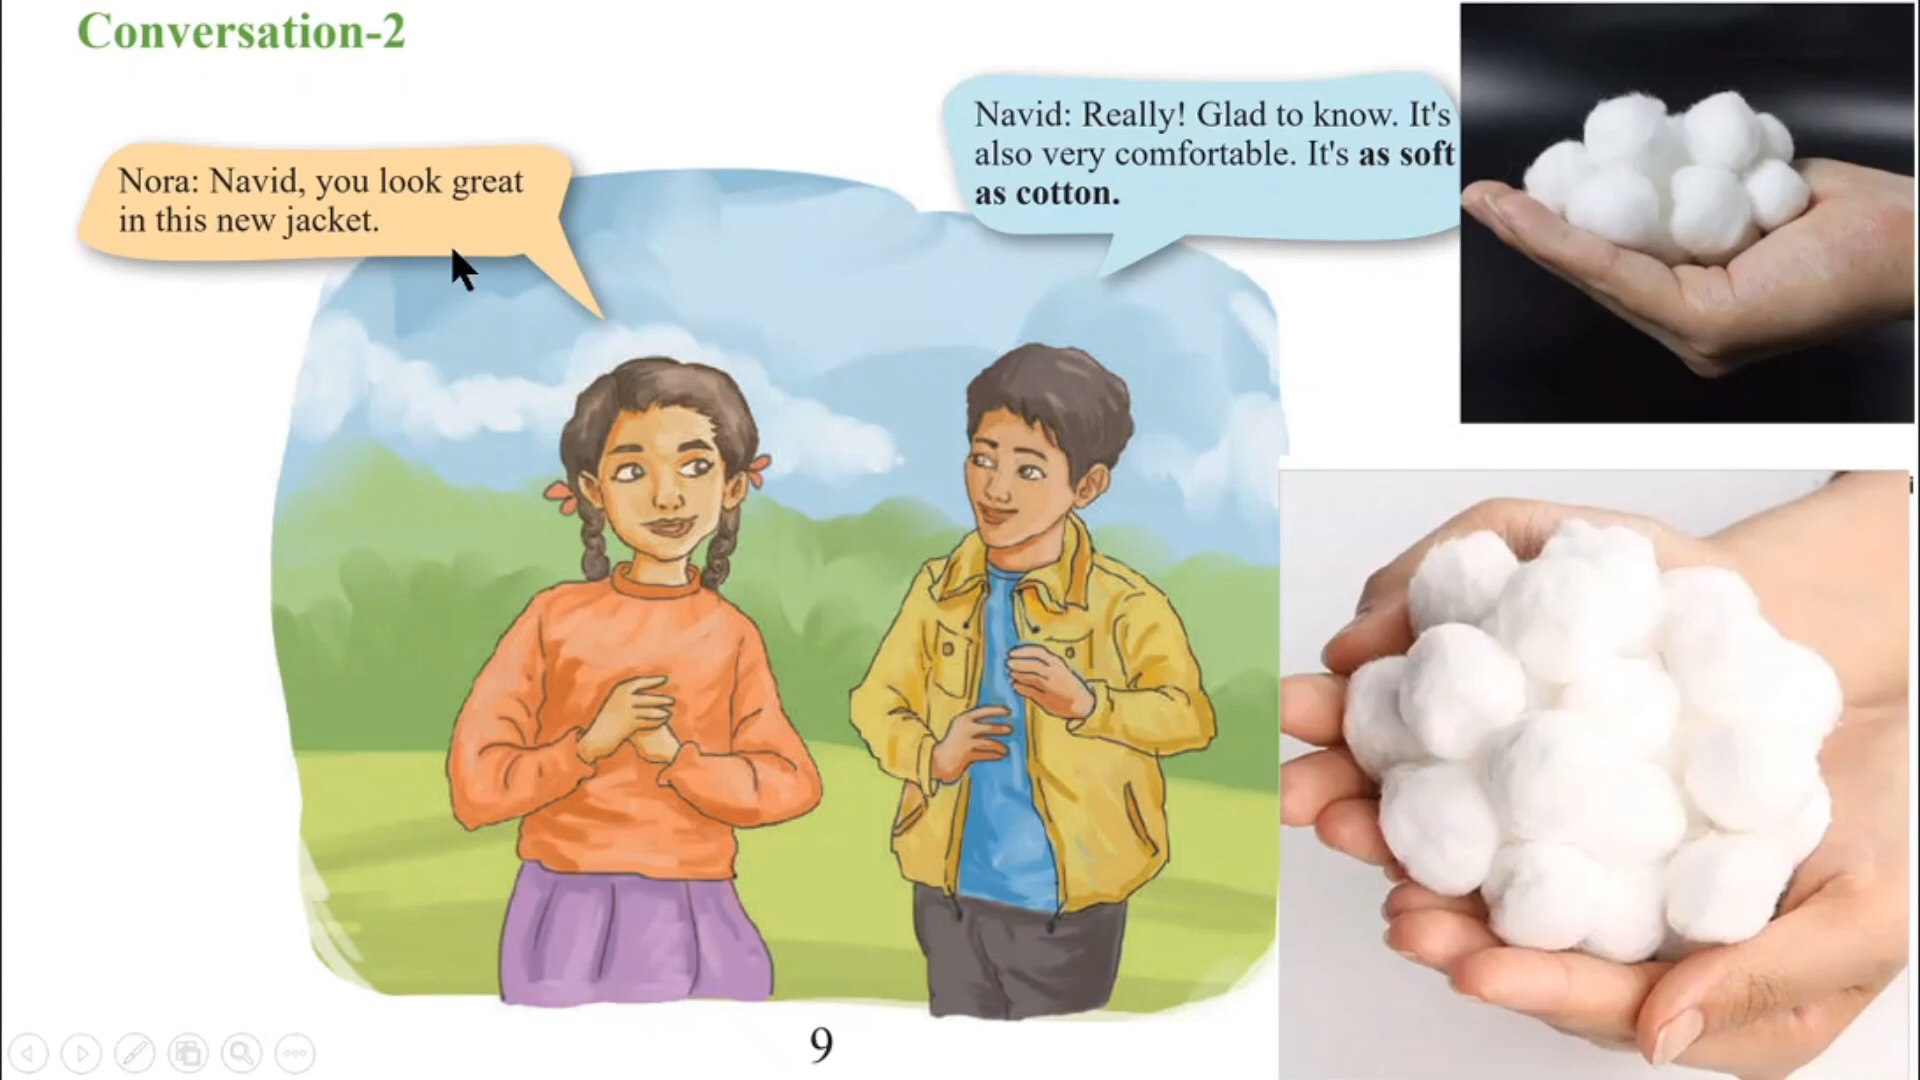 Conversation-2
Nora: Navid, you look great
in this new jacket.
Navid: Really! Glad to know. It's
also very comfortable. It's as soft
as cotton.
9